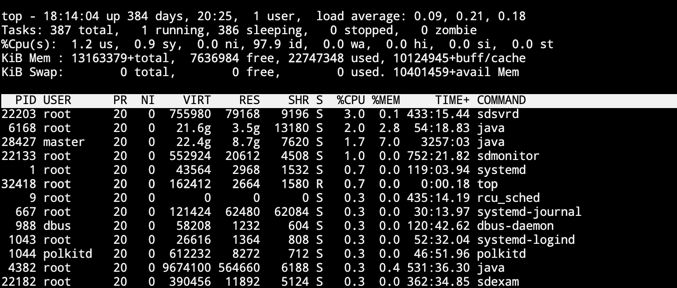 top - 18:14:04 up 384 days, 20:25,  1 user,  load average: 0.09, 0.21, 0.18
Tasks: 387 total,   1 running, 386 sleeping,   0 stopped,   0 zombie
%Cpu(s):  1.2 us,  0.9 sy,  0.0 ni, 97.9 id,  0.0 wa,  0.0 hi,  0.0 si,  0.0 st
KiB Mem : 13163379+total,  7636984 free, 22747348 used, 10124945+buff/cache
KiB Swap:        0 total,        0 free,        0 used. 10401459+avail Mem
PID USER      PR  NI    VIRT    RES    SHR S  %CPU %MEM     TIME+ COMMAND
22203 root      20   0  755980  79168   9196 S   3.0  0.1 433:15.44 sdsvrd
6168 root      20   0   21.6g   3.5g  13180 S   2.0  2.8  54:18.83 java
28427 master    20   0   22.4g   8.7g   7620 S   1.7  7.0   3257:03 java
22133 root      20   0  552924  20612   4508 S   1.0  0.0 752:21.82 sdmonitor
1 root      20   0   43564   2968   1532 S   0.7  0.0 119:03.94 systemd
32418 root      20   0  162412   2664   1580 R   0.7  0.0   0:00.18 top
9 root      20   0       0      0      0 S   0.3  0.0 435:14.19 rcu_sched
667 root      20   0  121424  62480  62084 S   0.3  0.0  30:13.97 systemd-journal
988 dbus      20   0   58208   1232    604 S   0.3  0.0 120:42.62 dbus-daemon
1043 root      20   0   26616   1364    808 S   0.3  0.0  52:32.04 systemd-logind
1044 polkitd   20   0  612232   8272    712 S   0.3  0.0  46:51.96 polkitd
4382 root      20   0 9674100 564660   6188 S   0.3  0.4 531:36.30 java
22182 root      20   0  390456  11892   5124 S   0.3  0.0 362:34.85 sdexam